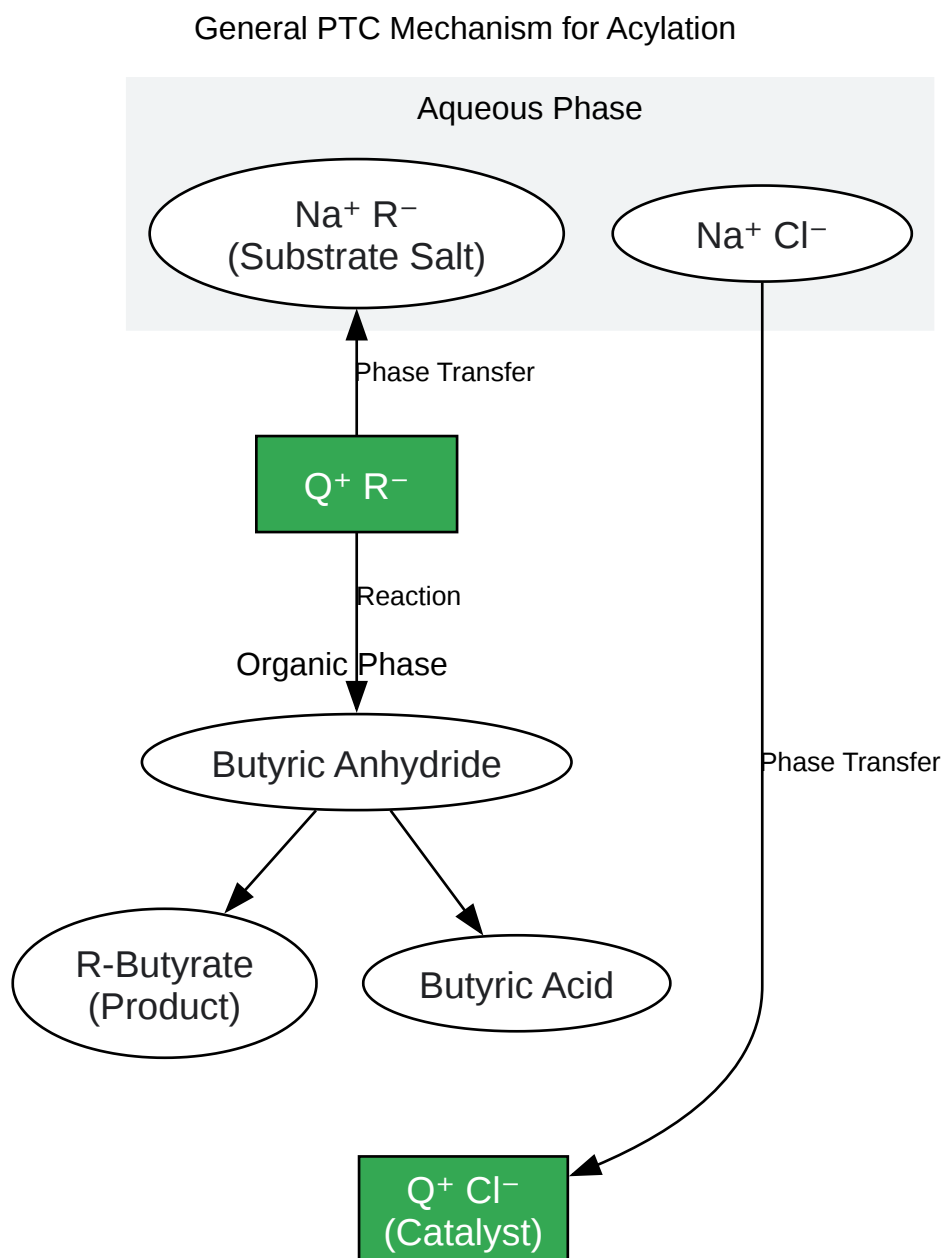 General PTC Mechanism for Acylation
Aqueous Phase
Na⁺ R⁻
(Substrate Salt)
Na⁺ Cl⁻
Phase Transfer
Q⁺ R⁻
Reaction
Organic Phase
Butyric Anhydride
Phase Transfer
R-Butyrate
(Product)
Butyric Acid
Q⁺ Cl⁻
(Catalyst)